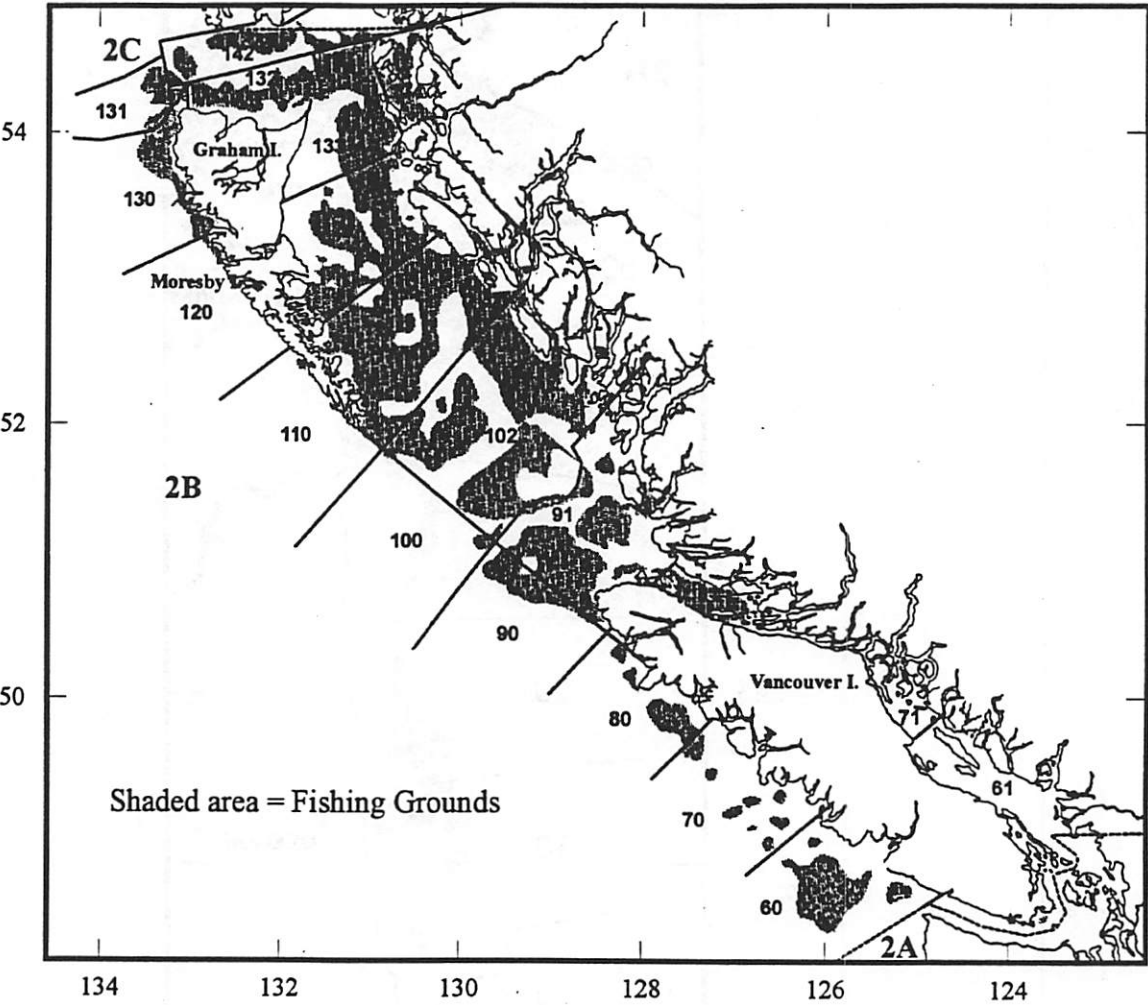 2C
142
132
131
54
Graham I.
133
130
Moresby I.
120
52
110
102
2B
91
100
90
50
Vancouver I.
80
71
61
Shaded area = Fishing Grounds
70
60
2A
134 132 130 128 126 124